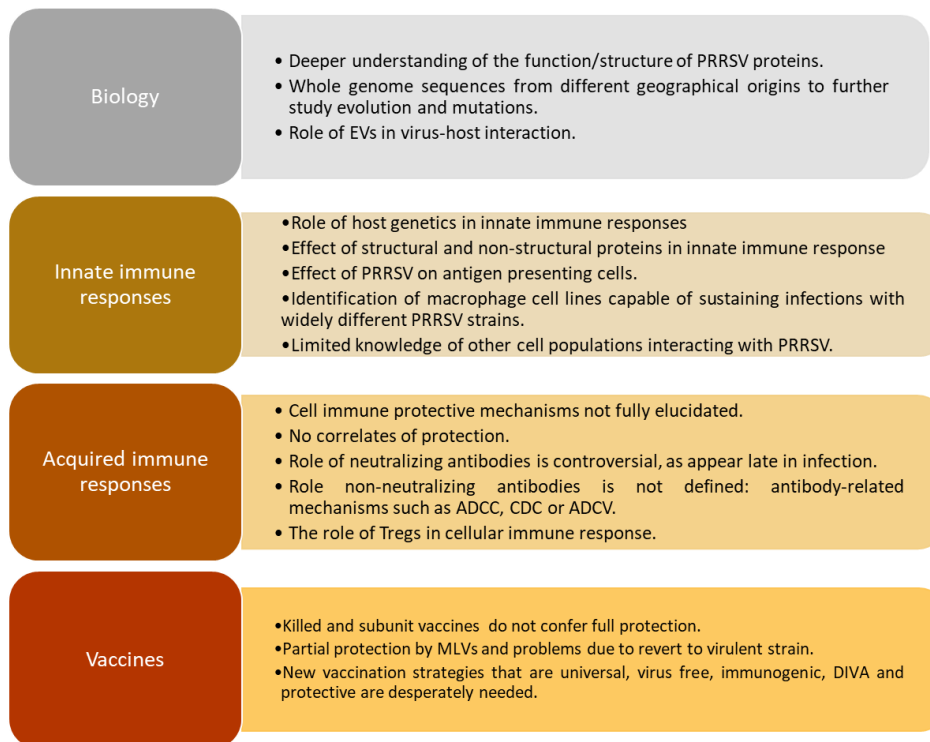 Biology
• Deeper understanding of the function/structure of PRRSV proteins.
• Whole genome sequences from different geographical origins to further
study evolution and mutations.
• Role of EVs in virus-host interaction.
Innate immune
responses
•Role of host genetics in innate immune responses
•Effect of structural and non-structural proteins in innate immune response
•Effect of PRRSV on antigen presenting cells.
•Identification of macrophage cell lines capable of sustaining infections with
widely different PRRSV strains.
•Limited knowledge of other cell populations interacting with PRRSV.
Acquired immune
responses
• Cell immune protective mechanisms not fully elucidated.
• No correlates of protection.
• Role of neutralizing antibodies is controversial, as appear late in infection.
• Role non-neutralizing antibodies is not defined: antibody-related
mechanisms such as ADCC, CDC or ADCV.
• The role of Tregs in cellular immune response.
Vaccines
•Killed and subunit vaccines do not confer full protection.
•Partial protection by MLVs and problems due to revert to virulent strain.
•New vaccination strategies that are universal, virus free, immunogenic, DIVA and
protective are desperately needed.